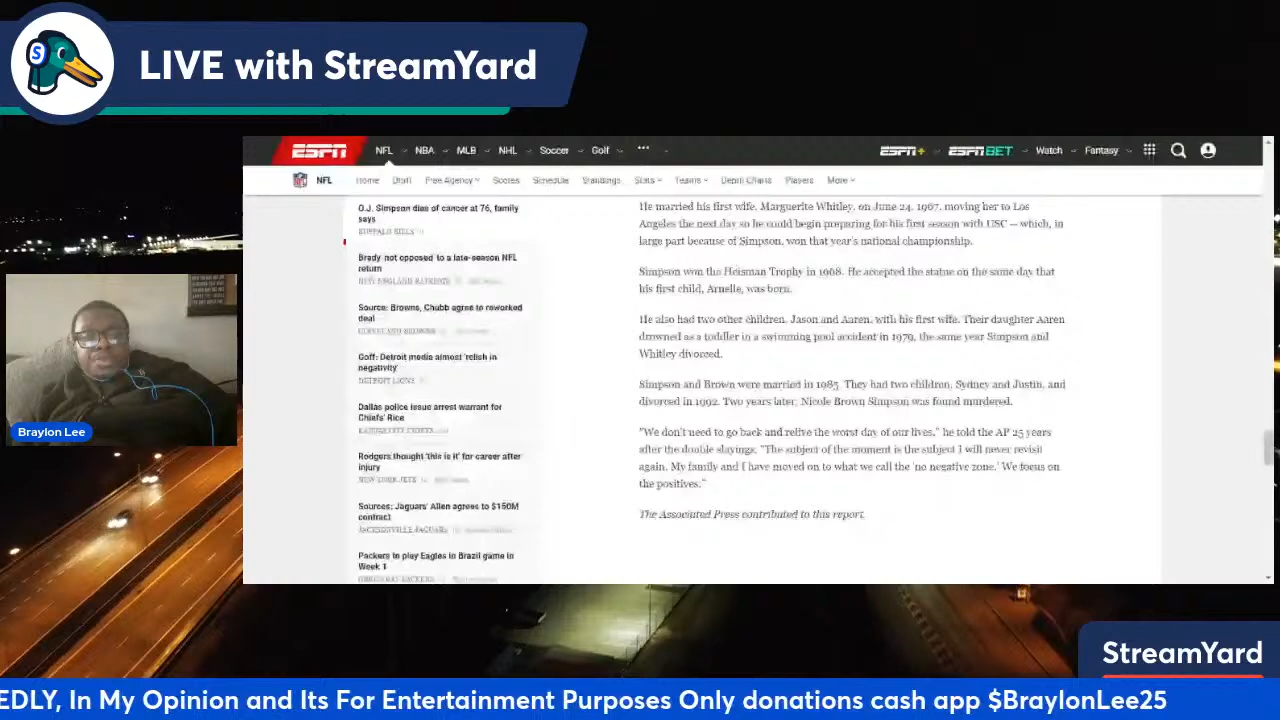 S
LIVE with StreamYard
ESPN
NFL
NBA
MLB
NHL
Soccer
Golf
•••
ESPN+
ESPN BET
Watch
Fantasy
NFL
Home
Draft
Free Agency
Scores
Schedule
Standings
Stats
Teams
Depth Charts
Players
More
O.J. Simpson dies of cancer at 76, family
says
BUFFALO BILLS
Brady not opposed to a late-season NFL
return
NEW ENGLAND PATRIOTS
Source: Browns, Chubb agree to reworked
deal
CLEVELAND BROWNS
Goff: Detroit media almost 'relish in
negativity'
DETROIT LIONS
Dallas police issue arrest warrant for
Chiefs' Rice
KANSAS CITY CHIEFS
Rodgers thought 'this is it' for career after
injury
NEW YORK JETS
Sources: Jaguars' Allen agrees to $150M
contract
JACKSONVILLE JAGUARS
Packers to play Eagles in Brazil game in
Week 1
GREEN BAY PACKERS
He married his first wife, Marguerite Whitley, on June 24, 1967, moving her to Los
Angeles the next day so he could begin preparing for his first season with USC -- which, in
large part because of Simpson, won that year's national championship.
Simpson won the Heisman Trophy in 1968. He accepted the statue on the same day that
his first child, Arnelle, was born.
He also had two other children, Jason and Aaren, with his first wife. Their daughter Aaren
drowned as a toddler in a swimming pool accident in 1979, the same year Simpson and
Whitley divorced.
Simpson and Brown were married in 1985. They had two children, Sydney and Justin, and
divorced in 1992. Two years later, Nicole Brown Simpson was found murdered.
"We don't need to go back and relive the worst day of our lives," he told the AP 25 years
after the double slayings. "The subject of the moment is the subject I will never revisit
again. My family and I have moved on to what we call the 'no negative zone.' We focus on
the positives."
The Associated Press contributed to this report.
Braylon Lee
StreamYard
EDLY, In My Opinion and Its For Entertainment Purposes Only donations cash app $BraylonLee25